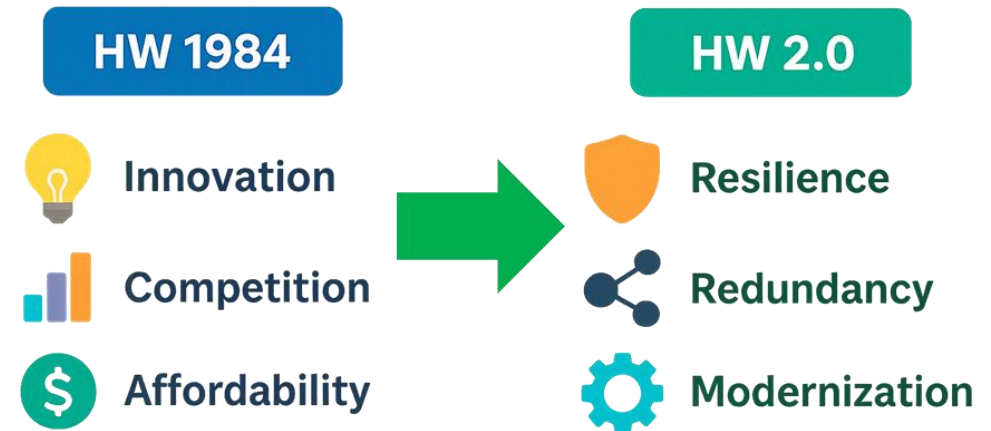 HW 1984
Innovation
Competition
$
Affordability
HW 2.0
Resilience
Redundancy
Modernization